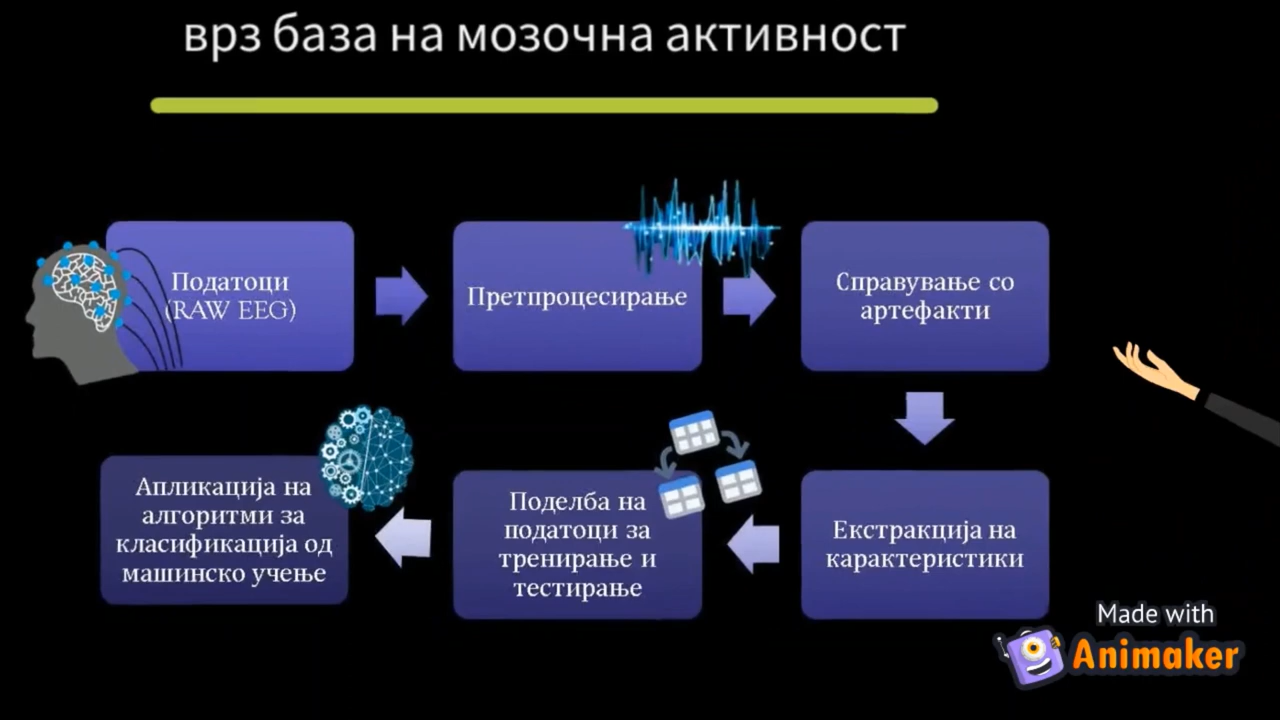 врз база на мозочна активност
Податоци
(RAW EEG)
Претпроцесирање
Справување со
артефакти
Екстракција на
карактеристики
Поделба на
податоци за
тренирање и
тестирање
Апликација на
алгоритми за
класификација од
машинско учење
Made with
Animaker